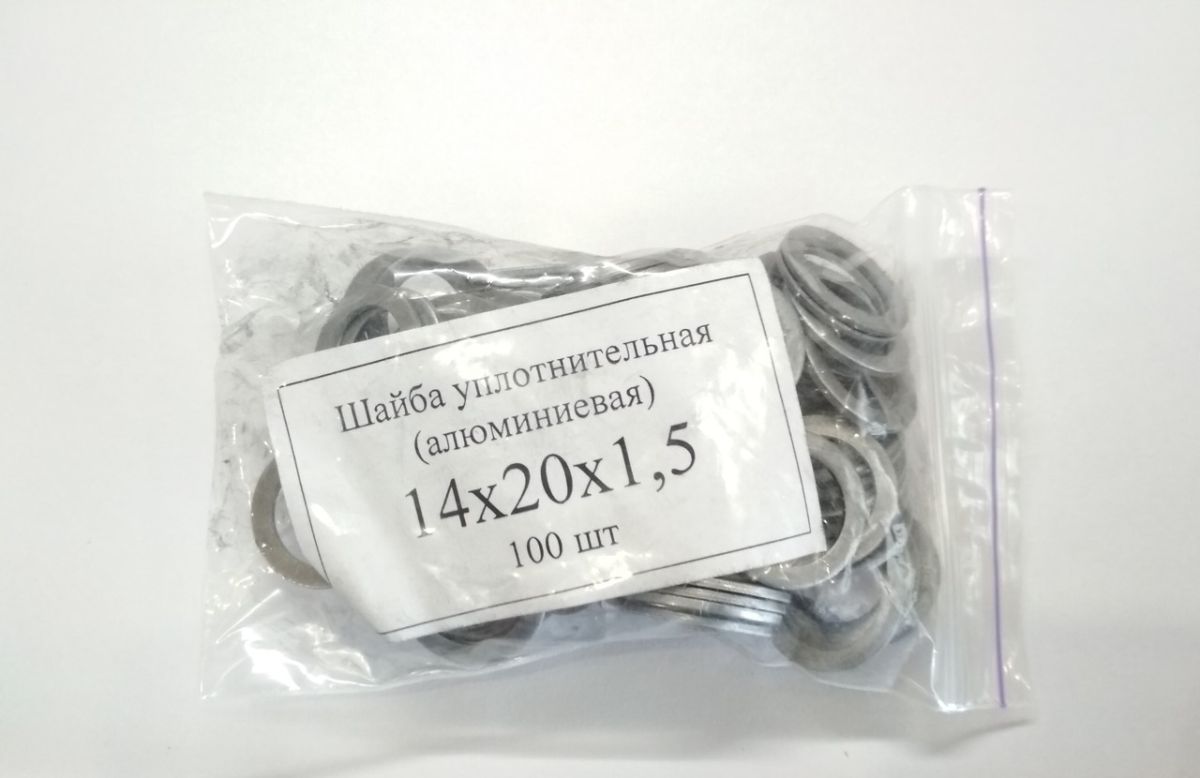 Шайба уплотнительная
(алюминиевая)
14x20x1,5
100 шт